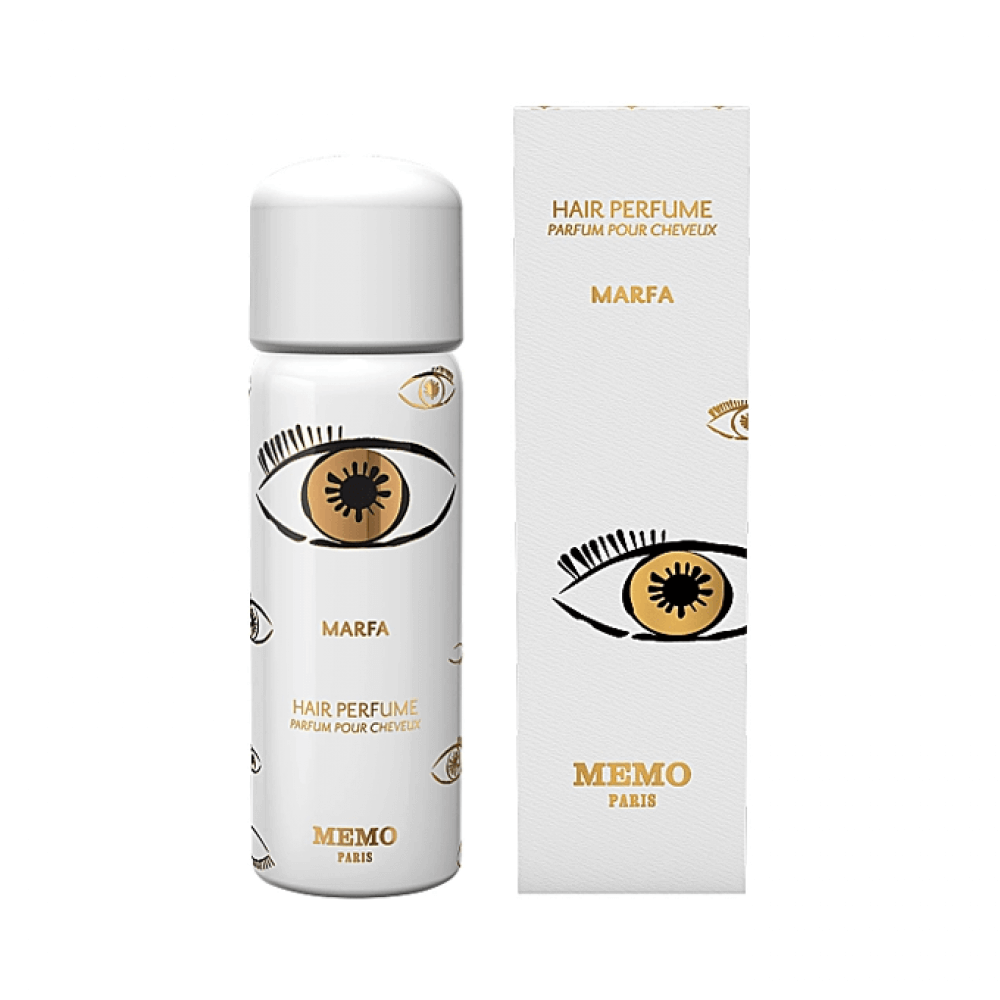 MARFA
HAIR PERFUME
PARFUM POUR CHEVEUX
MEMO
PARIS
HAIR PERFUME
PARFUM POUR CHEVEUX
MARFA
MEMO
PARIS